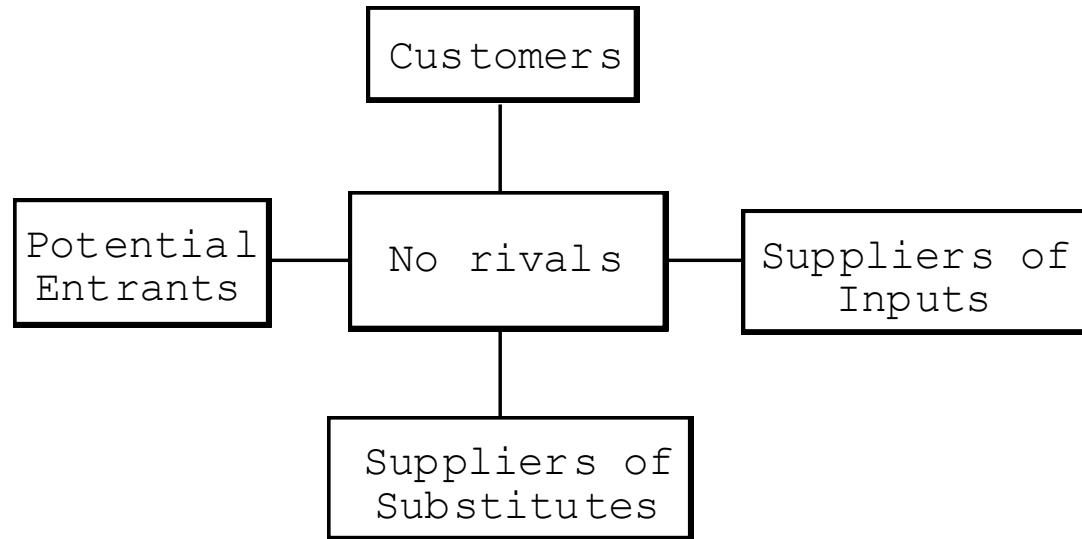 Customers
Potential
Entrants
No rivals
Suppliers of
Inputs
Suppliers of
Substitutes